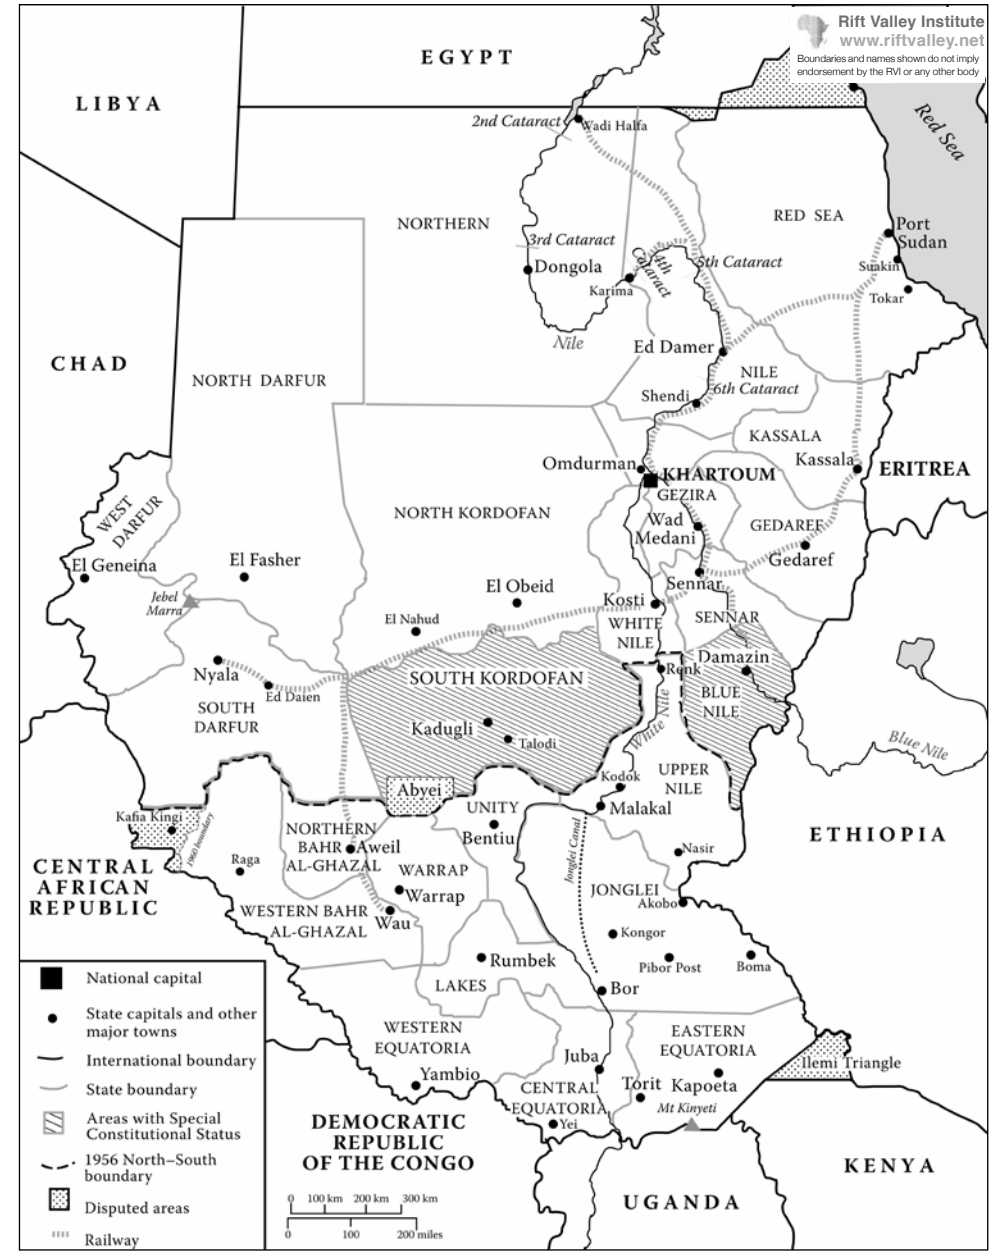 Rift Valley Institute
www.riftvalley.net
Boundaries and names shown do not imply
endorsement by the RVI or any other body
EGYPT
LIBYA
Red Sea
2nd Cataract
Wadi Halfa
NORTHERN
RED SEA
Port
Sudan
3rd Cataract
4th
Cataract
5th Cataract
Dongola
Suakin
Karima
Tokar
Nile
Ed Damer
CHAD
NORTH DARFUR
NILE
6th Cataract
Shendi
KASSALA
Kassala
ERITREA
Omdurman
KHARTOUM
GEZIRA
WEST
DARFUR
NORTH KORDOFAN
Wad
Medani
GEDAREF
Gedaref
El Geneina
El Fasher
Sennar
El Obeid
Jebel
Marra
Kosti
El Nahud
WHITE
NILE
SENNAR
Nyala
Damazin
Renk
SOUTH KORDOFAN
Ed Daien
BLUE
NILE
SOUTH
DARFUR
Kadugli
Talodi
White Nile
Blue Nile
Kodok
UPPER
NILE
Abyei
Kafia Kingi
1960 boundary
UNITY
Malakal
Bentiu
ETHIOPIA
NORTHERN
BAHR
AL-GHAZAL
Aweil
Jonglei Canal
Nasir
CENTRAL
AFRICAN
REPUBLIC
Raga
WARRAP
Warrap
JONGLEI
Akobo
WESTERN BAHR
AL-GHAZAL
Wau
Kongor
Rumbek
Pibor Post
Boma
LAKES
Bor
WESTERN
EQUATORIA
EASTERN
EQUATORIA
Juba
Ilemi Triangle
Yambio
CENTRAL
EQUATORIA
Torit
Kapoeta
Mt Kinyeti
Yei
DEMOCRATIC
REPUBLIC
OF THE CONGO
KENYA
UGANDA
National capital
State capitals and other
major towns
International boundary
State boundary
Areas with Special
Constitutional Status
1956 North–South
boundary
Disputed areas
Railway
0 100 km 200 km 300 km
0 100 200 miles